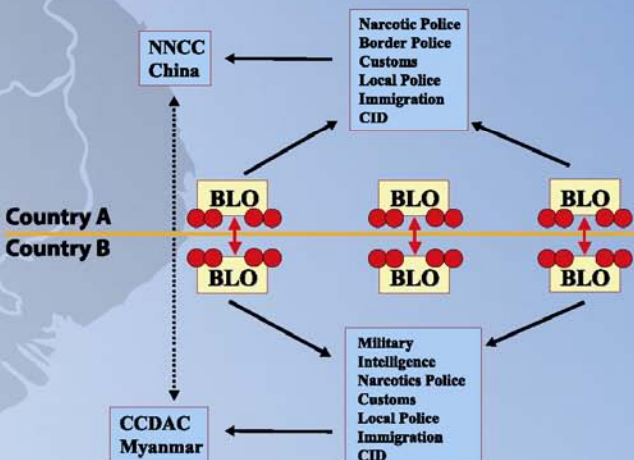 NNCC
China
Narcotic Police
Border Police
Customs
Local Police
Immigration
CID
BLO
BLO
BLO
Country A
Country B
BLO
BLO
BLO
CCDAC
Myanmar
Military
Intelligence
Narcotics Police
Customs
Local Police
Immigration
CID